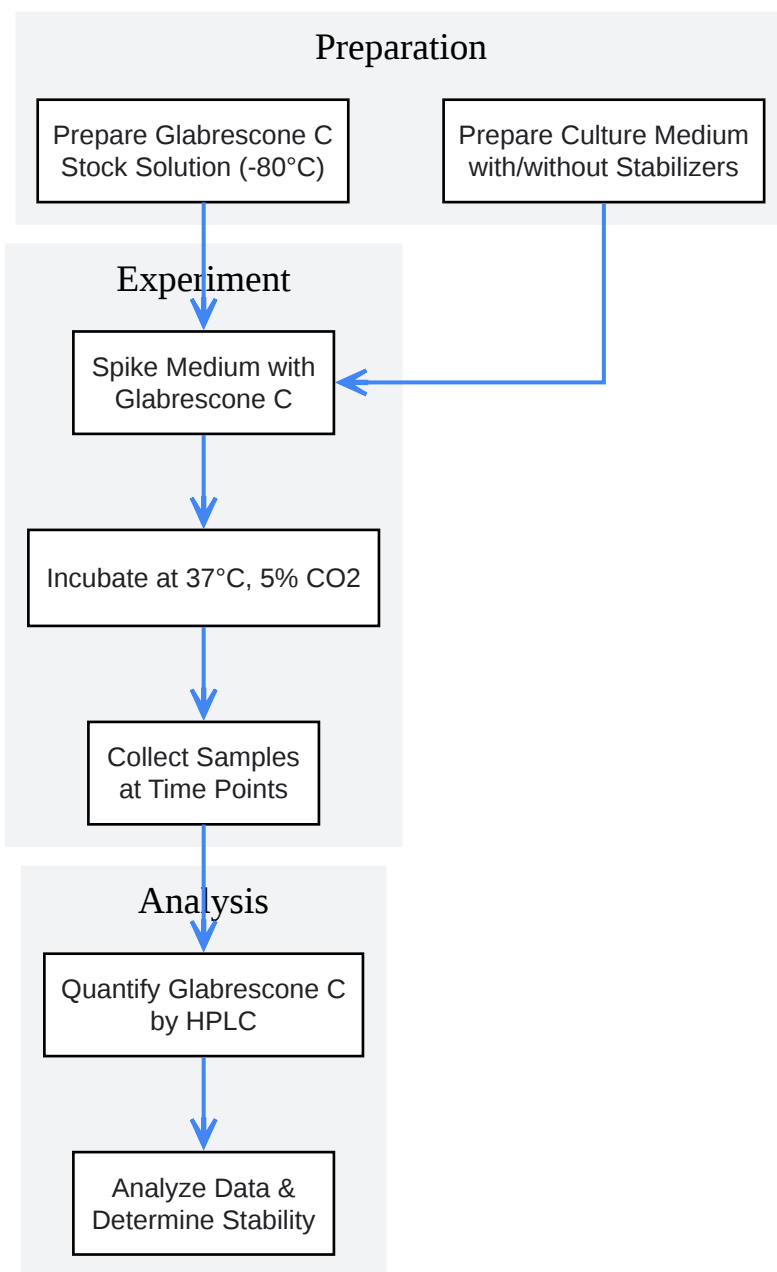 Preparation
Prepare Glabrescone C
Stock Solution (-80°C)
Prepare Culture Medium
with/without Stabilizers
Experiment
Spike Medium with
Glabrescone C
Incubate at 37°C, 5% CO2
Collect Samples
at Time Points
Analysis
Quantify Glabrescone C
by HPLC
Analyze Data &
Determine Stability